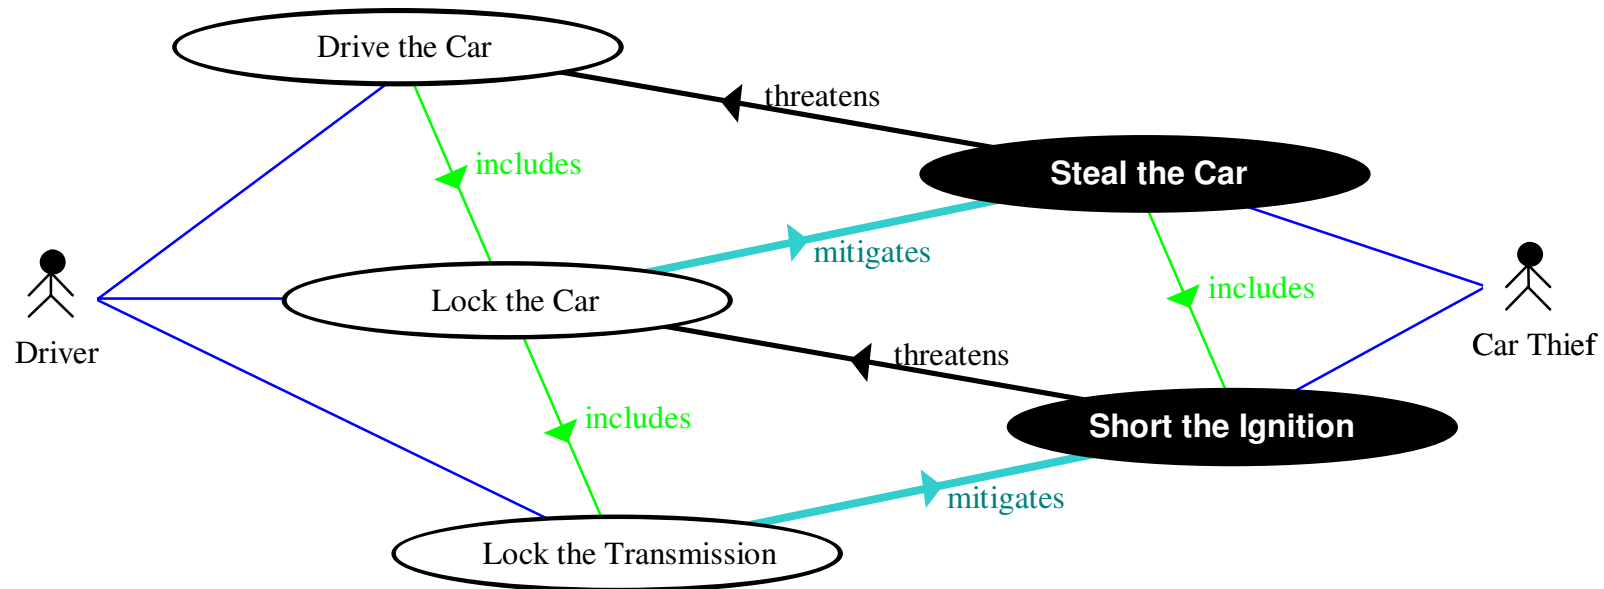 Drive the Car
threatens
includes
Steal the Car
mitigates
includes
Lock the Car
Driver
Car Thief
threatens
includes
Short the Ignition
mitigates
Lock the Transmission